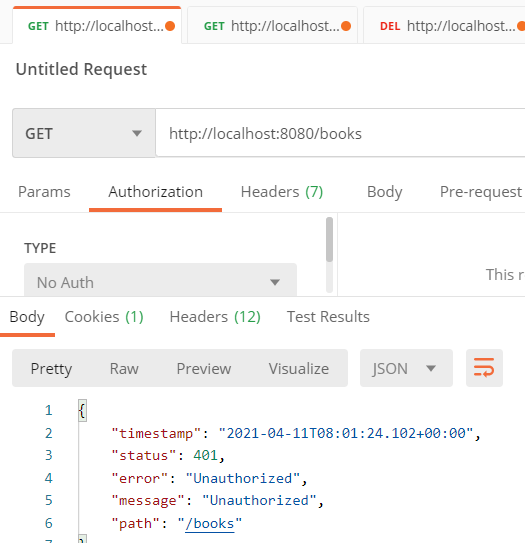 GET http://localhost... GET http://localhost... DEL http://localhost...
Untitled Request
GET http://localhost:8080/books
Params Authorization Headers (7) Body Pre-request
TYPE
No Auth
This r
Body Cookies (1) Headers (12) Test Results
Pretty Raw Preview Visualize JSON
1 {
2 "timestamp": "2021-04-11T08:01:24.102+00:00",
3 "status": 401,
4 "error": "Unauthorized",
5 "message": "Unauthorized",
6 "path": "/books"
7 }